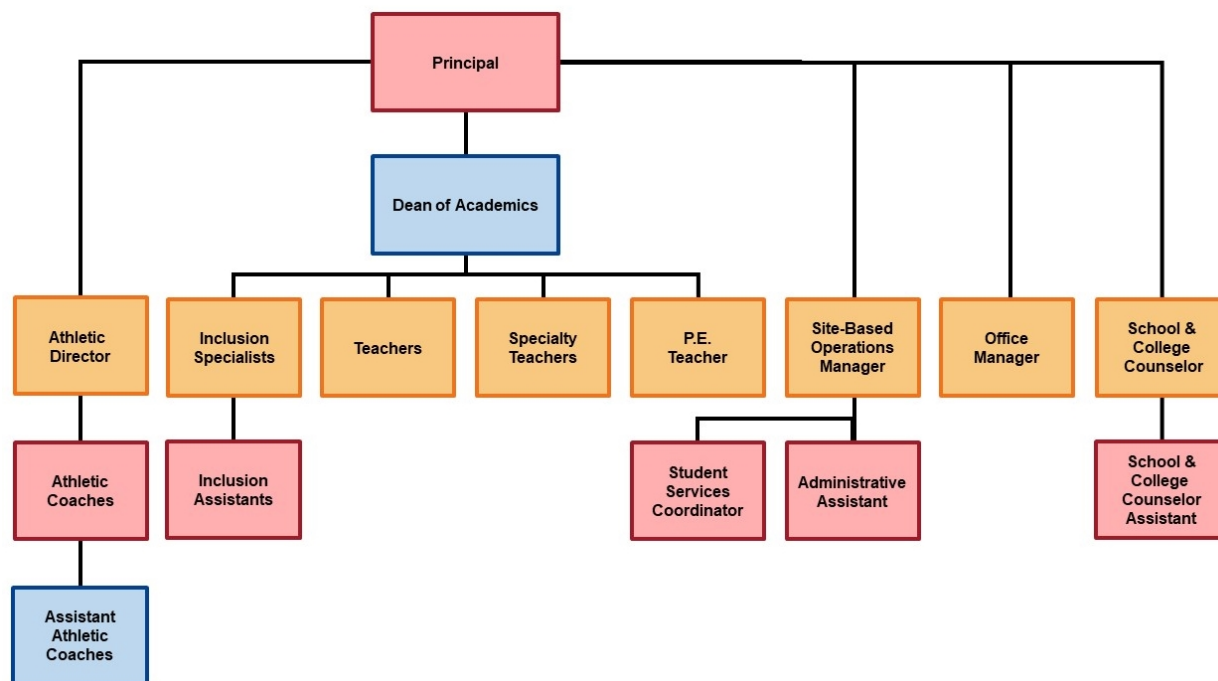 Principal
Dean of Academics
Athletic
Director
Inclusion
Specialists
Teachers
Specialty
Teachers
P.E.
Teacher
Site-Based
Operations
Manager
Office
Manager
School &
College
Counselor
Athletic
Coaches
Inclusion
Assistants
Student
Services
Coordinator
Administrative
Assistant
School &
College
Counselor
Assistant
Assistant
Athletic
Coaches